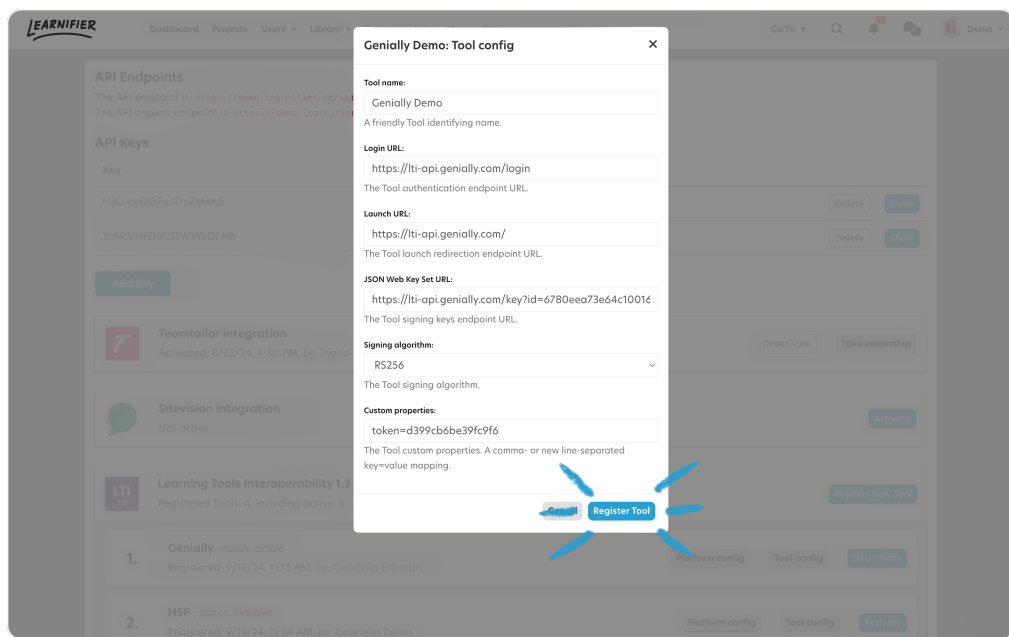 LEARNIFIER
Dashboard Projects Users Library
Go To
Demo
Genially Demo: Tool config
Tool name:
Genially Demo
A friendly Tool identifying name.
Login URL:
https://lti-api.genially.com/login
The Tool authentication endpoint URL.
Launch URL:
https://lti-api.genially.com/
The Tool launch redirection endpoint URL.
JSON Web Key Set URL:
https://lti-api.genially.com/key?id=6780eea73e64c10016
The Tool signing keys endpoint URL.
Signing algorithm:
RS256
The Tool signing algorithm.
Custom properties:
token=d399cb6be39fc9f6
The Tool custom properties. A comma- or new line-separated
key=value mapping.
Cancel Register Tool
API Endpoints
The API endpoint is: https://demo.learnifier.se/api
The API orgunit endpoint is: https://demo.learnifier
API Keys
Key
Delete Show
Delete Show
Add Key
Teamtailor integration
Activated: 8/22/24, 4:30 PM, by: Diana
Deactivate Take ownership
Sitevision integration
Not active
Activate
LTI
1.3
Learning Tools Interoperability 1.3
Registered Tools: 4, including active: 3
Register new Tool
1. Genially, status: active
Registered: 9/19/24, 11:15 AM, by: Gabriella Eriksson
Platform config Tool config Deactivate
2. H5P , status: inactive
Registered: 9/19/24, 11:24 AM, by: Gabriella Demo
Platform config Tool config Activate